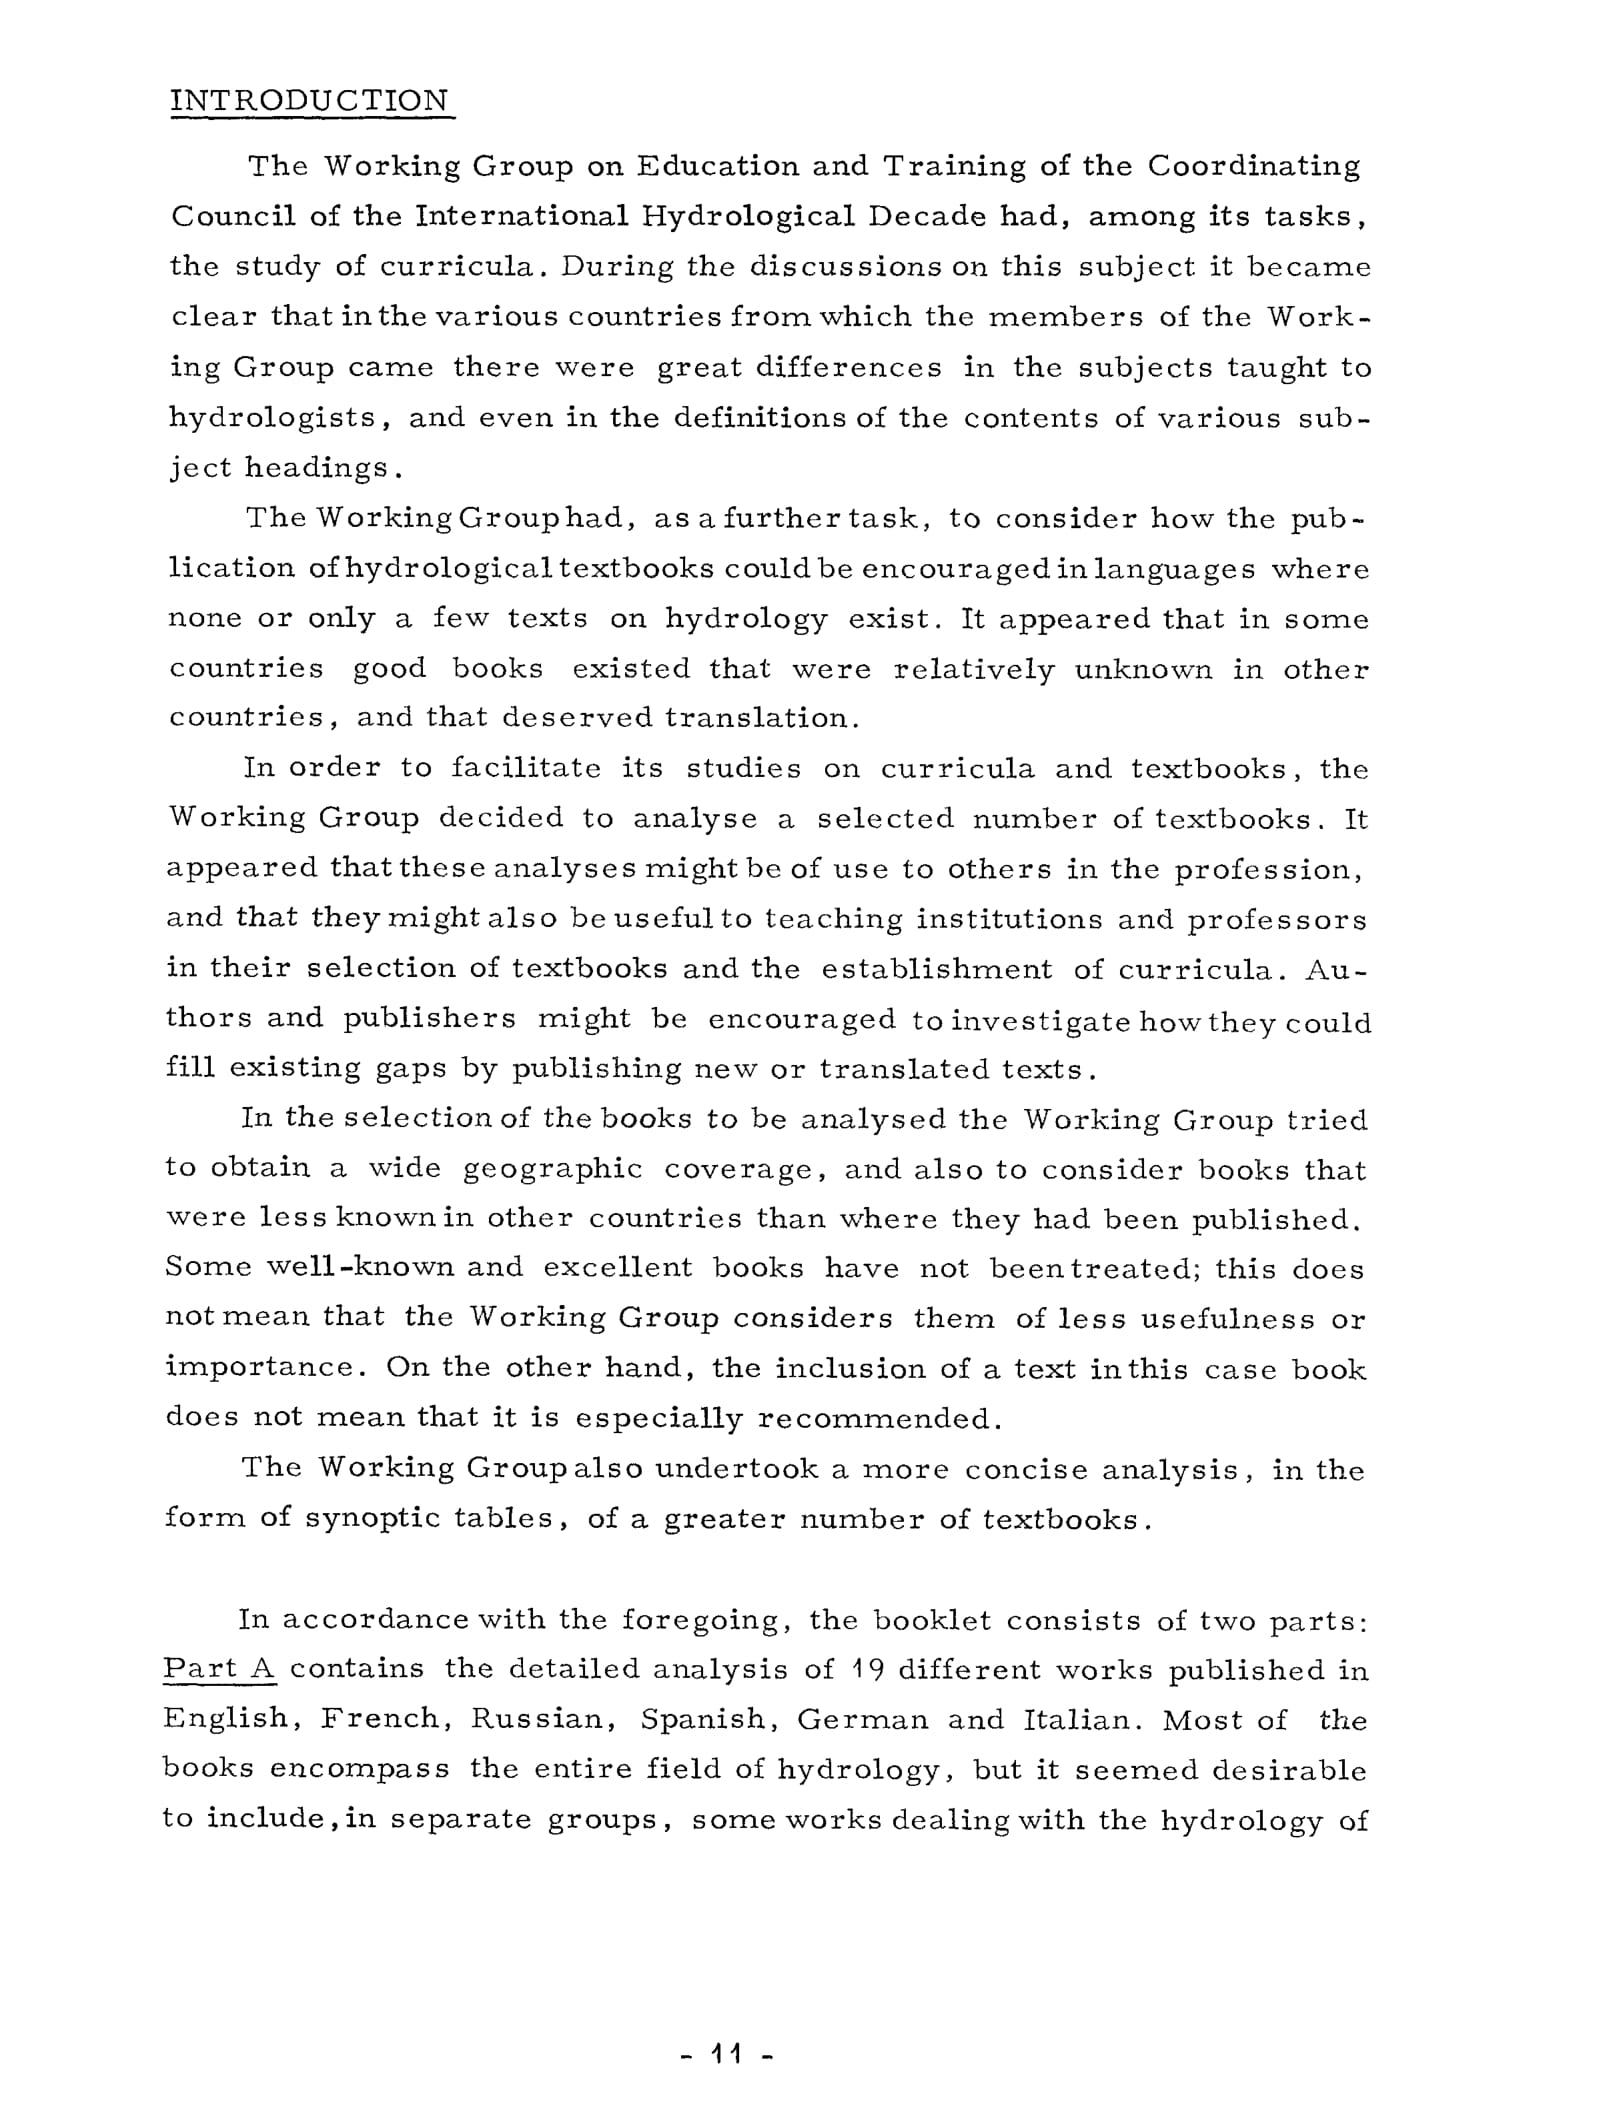 INTRODUCTION
The Working Group on Education and Training of the Coordinating
Council of the International Hydrological Decade had, among its tasks,
the study of curricula. During the discussions on this subject it became
clear that in the various countries from which the members of the Work-
ing Group came there were great differences in the subjects taught to
hydrologists, and even in the definitions of the contents of various sub-
ject headings.
The Working Group had, as a further task, to consider how the pub-
lication of hydrological textbooks could be encouraged in languages where
none or only a few texts on hydrology exist. It appeared that in some
countries good books existed that were relatively unknown in other
countries, and that deserved translation.
In order to facilitate its studies on curricula and textbooks, the
Working Group decided to analyse a selected number of textbooks. It
appeared that these analyses might be of use to others in the profession,
and that they might also be useful to teaching institutions and professors
in their selection of textbooks and the establishment of curricula. Au-
thors and publishers might be encouraged to investigate how they could
fill existing gaps by publishing new or translated texts.
In the selection of the books to be analysed the Working Group tried
to obtain a wide geographic coverage, and also to consider books that
were less known in other countries than where they had been published.
Some well-known and excellent books have not been treated; this does
not mean that the Working Group considers them of less usefulness or
importance. On the other hand, the inclusion of a text in this case book
does not mean that it is especially recommended.
The Working Group also undertook a more concise analysis, in the
form of synoptic tables, of a greater number of textbooks.
In accordance with the foregoing, the booklet consists of two parts:
Part A contains the detailed analysis of 19 different works published in
English, French, Russian, Spanish, German and Italian. Most of the
books encompass the entire field of hydrology, but it seemed desirable
to include, in separate groups, some works dealing with the hydrology of
- 11 -